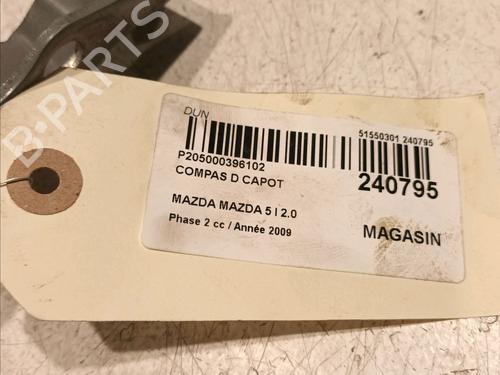 B-PARTS
DUN
51550301 240795
P205000396102
COMPAS D CAPOT
240795
MAZDA MAZDA 5 I 2.0
Phase 2 cc / Année 2009
MAGASIN